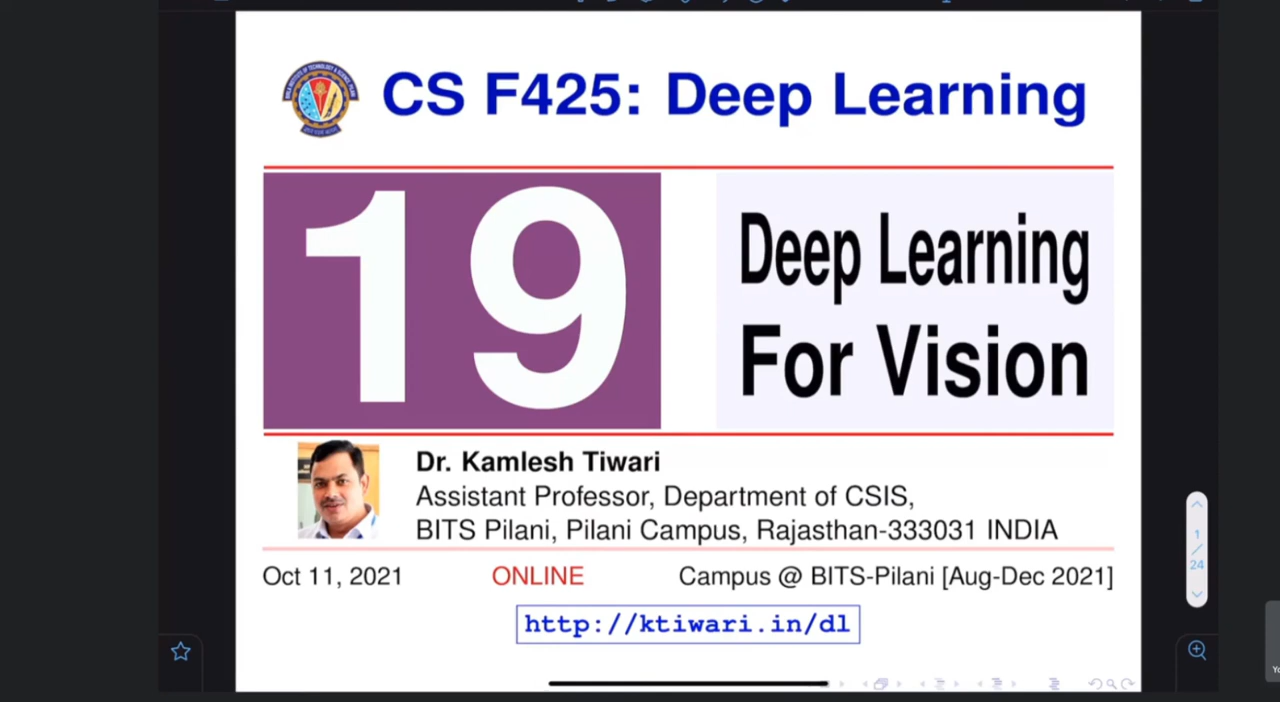 CS F425: Deep Learning
19
Deep Learning
For Vision
Dr. Kamlesh Tiwari
Assistant Professor, Department of CSIS,
BITS Pilani, Pilani Campus, Rajasthan-333031 INDIA
Oct 11, 2021 ONLINE Campus @ BITS-Pilani [Aug-Dec 2021]
http://ktiwari.in/dl
1
/
24